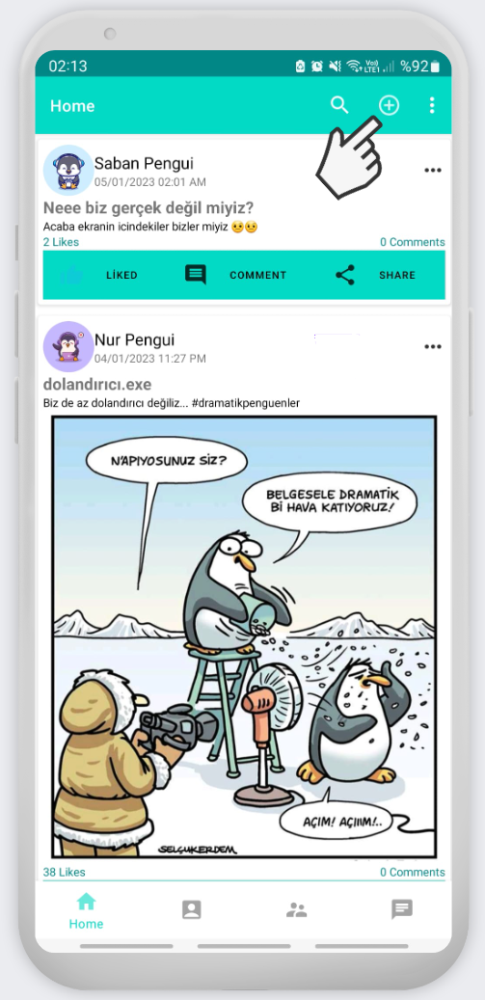 02:13
Vo)) LTE1 %92
Home
Saban Pengui
05/01/2023 02:01 AM
Neee biz gerçek değil miyiz?
Acaba ekranin icindekiler bizler miyiz 😐😐
2 Likes 0 Comments
LİKED COMMENT SHARE
Nur Pengui
04/01/2023 11:27 PM
dolandırıcı.exe
Biz de az dolandırıcı değiliz... #dramatikpenguenler
N'APIYOSUNUZ SİZ?
BELGESELE DRAMATİK
Bİ HAVA KATIYORUZ!
AÇIM! AÇIIIM!..
SELÇUKERDEM
38 Likes 0 Comments
Home